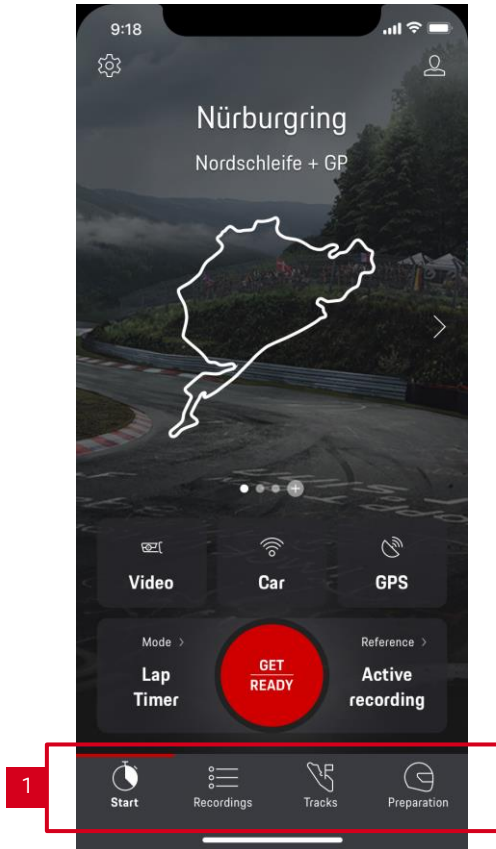 9:18
Nürburgring
Nordschleife + GP
Video
Car
GPS
Mode >
Lap
Timer
GET
READY
Reference >
Active
recording
1
Start
Recordings
Tracks
Preparation